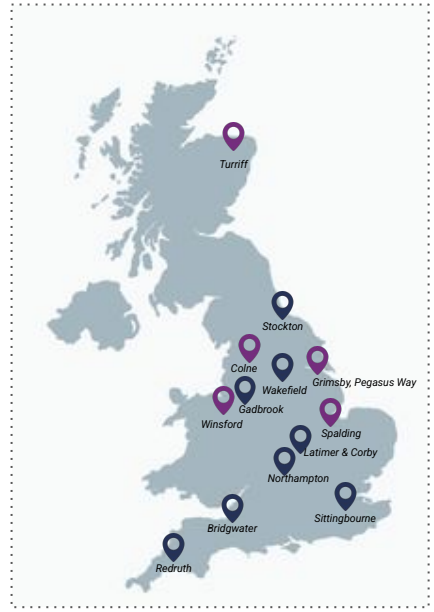 Turriff
Stockton
Colne
Grimsby, Pegasus Way
Wakefield
Gadbrook
Winsford
Spalding
Latimer & Corby
Northampton
Sittingbourne
Bridgwater
Redruth